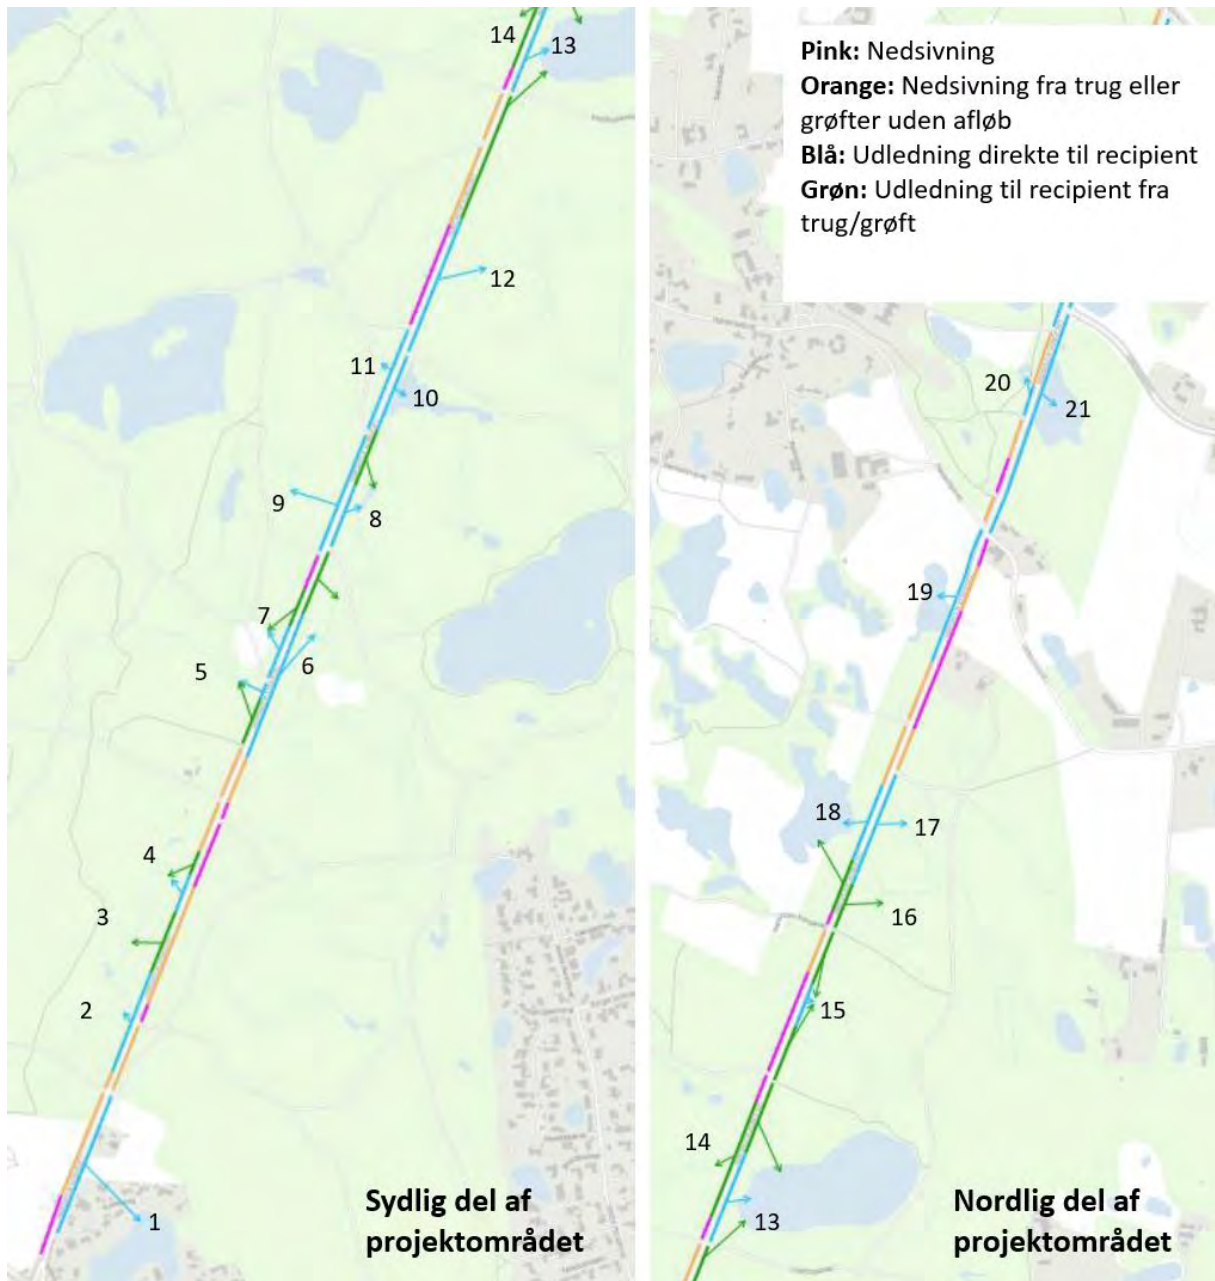 14
13
12
11
10
9
8
7
6
5
4
3
2
1
Sydlig del af
projektområdet
Pink: Nedsivning
Orange: Nedsivning fra trug eller
grøfter uden afløb
Blå: Udledning direkte til recipient
Grøn: Udledning til recipient fra
trug/grøft
20
21
19
18
17
16
15
14
13
Nordlig del af
projektområdet